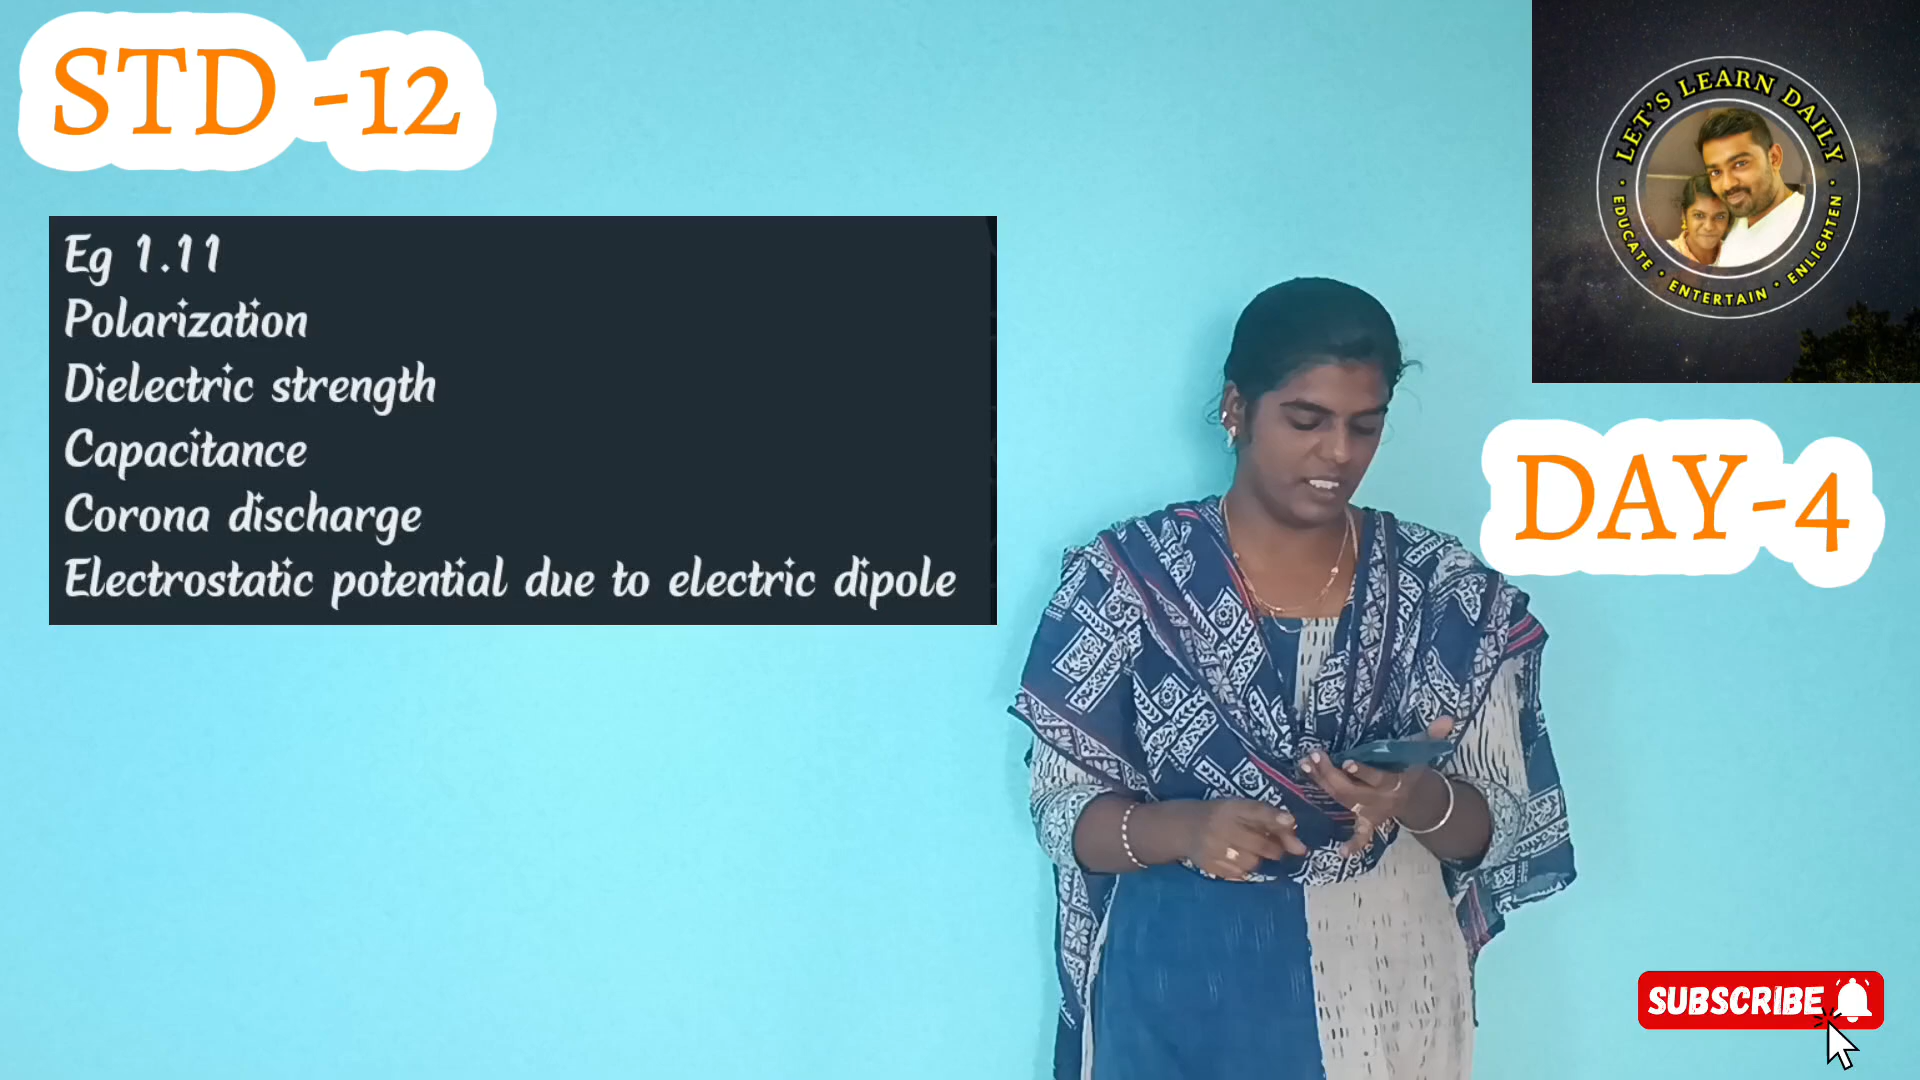 STD -12
LET'S LEARN DAILY
• EDUCATE • ENTERTAIN • ENLIGHTEN •
Eg 1.11
Polarization
Dielectric strength
Capacitance
Corona discharge
Electrostatic potential due to electric dipole
DAY-4
SUBSCRIBE